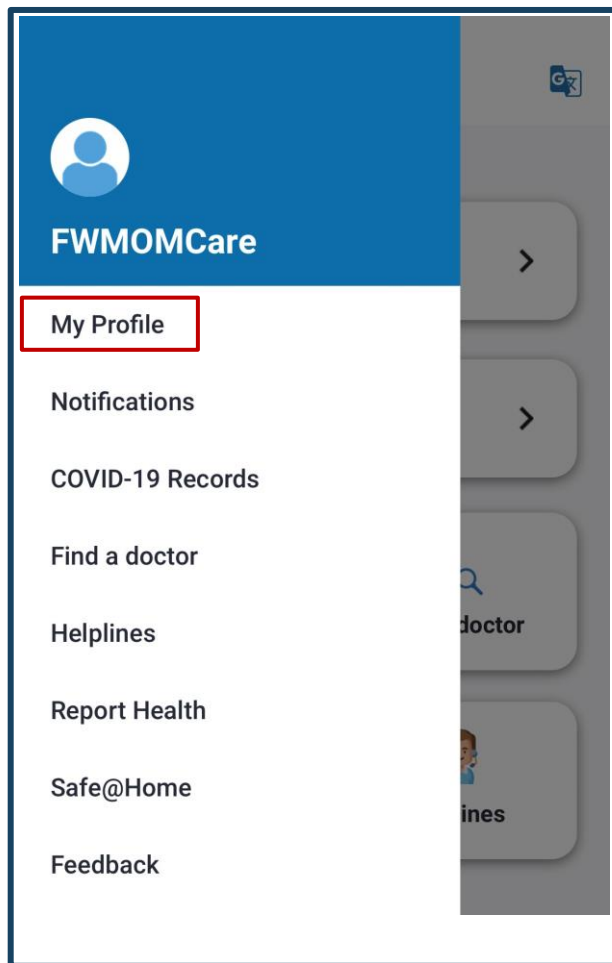 FWMOMCare
My Profile
Notifications
COVID-19 Records
Find a doctor
Helplines
Report Health
Safe@Home
Feedback
doctor
ines